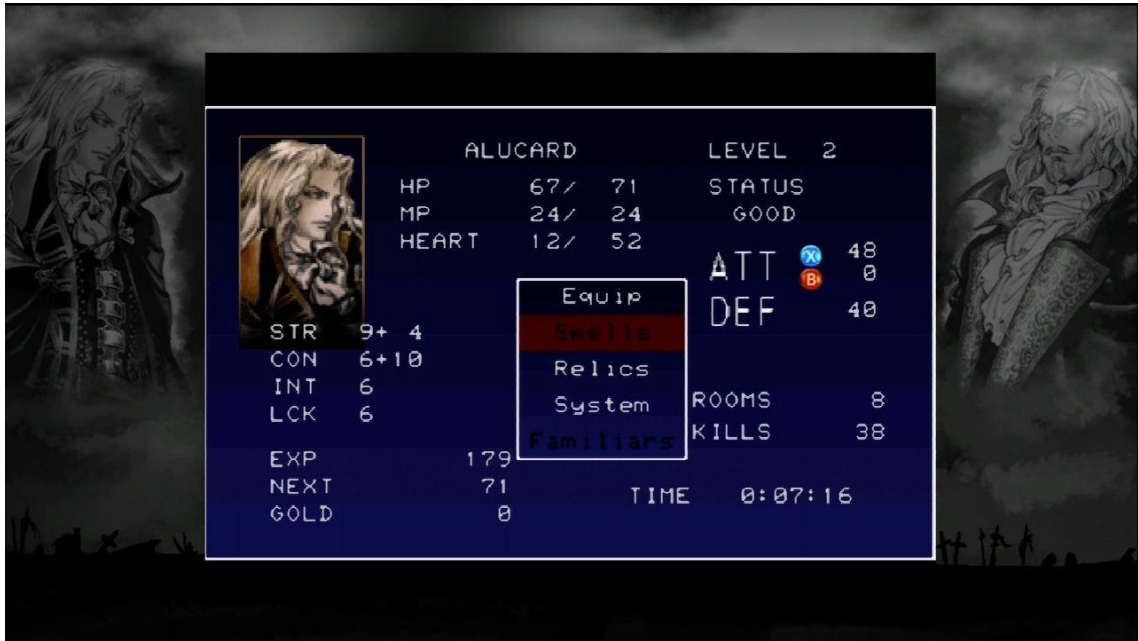 ALUCARD LEVEL 2
HP 67/ 71 STATUS
MP 24/ 24 GOOD
HEART 12/ 52
ATT X 48
B 0
DEF 40
Equip
Spells
Relics
System
Familiars
STR 9+ 4
CON 6+10
INT 6
LCK 6
ROOMS 8
KILLS 38
EXP 179
NEXT 71
GOLD 0
TIME 0:07:16